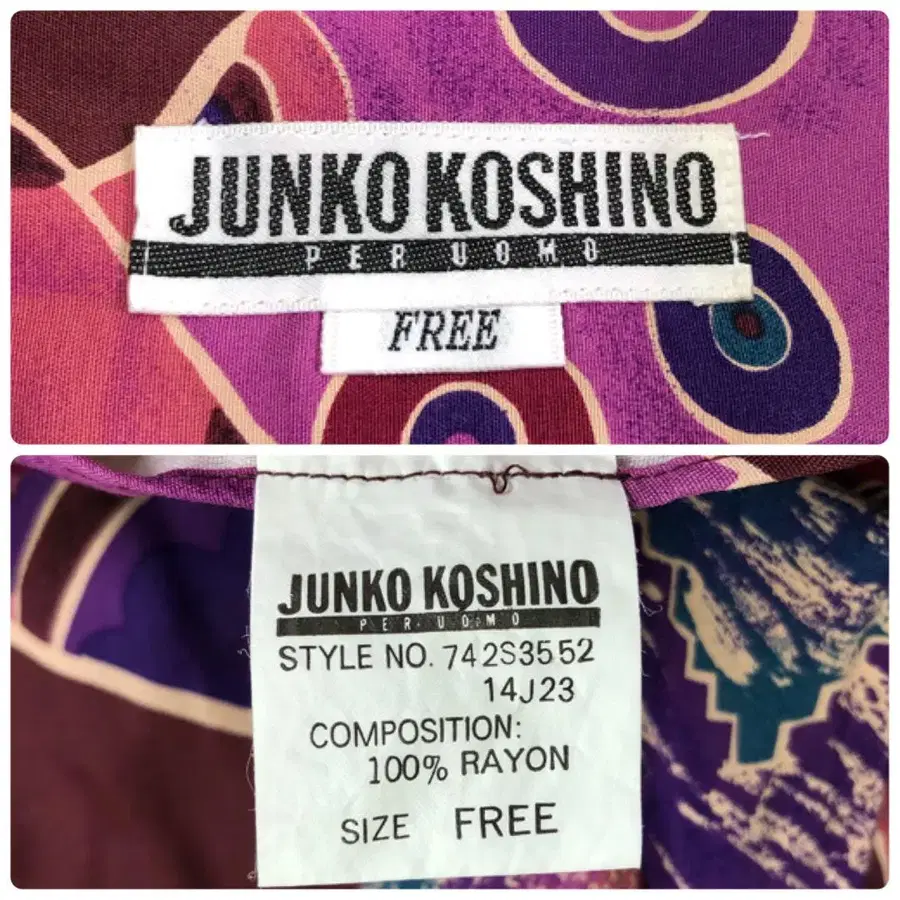 JUNKO KOSHINO
PER UOMO
FREE
JUNKO KOSHINO
PER UOMO
STYLE NO. 742S3552
14J23
COMPOSITION:
100% RAYON
SIZE FREE